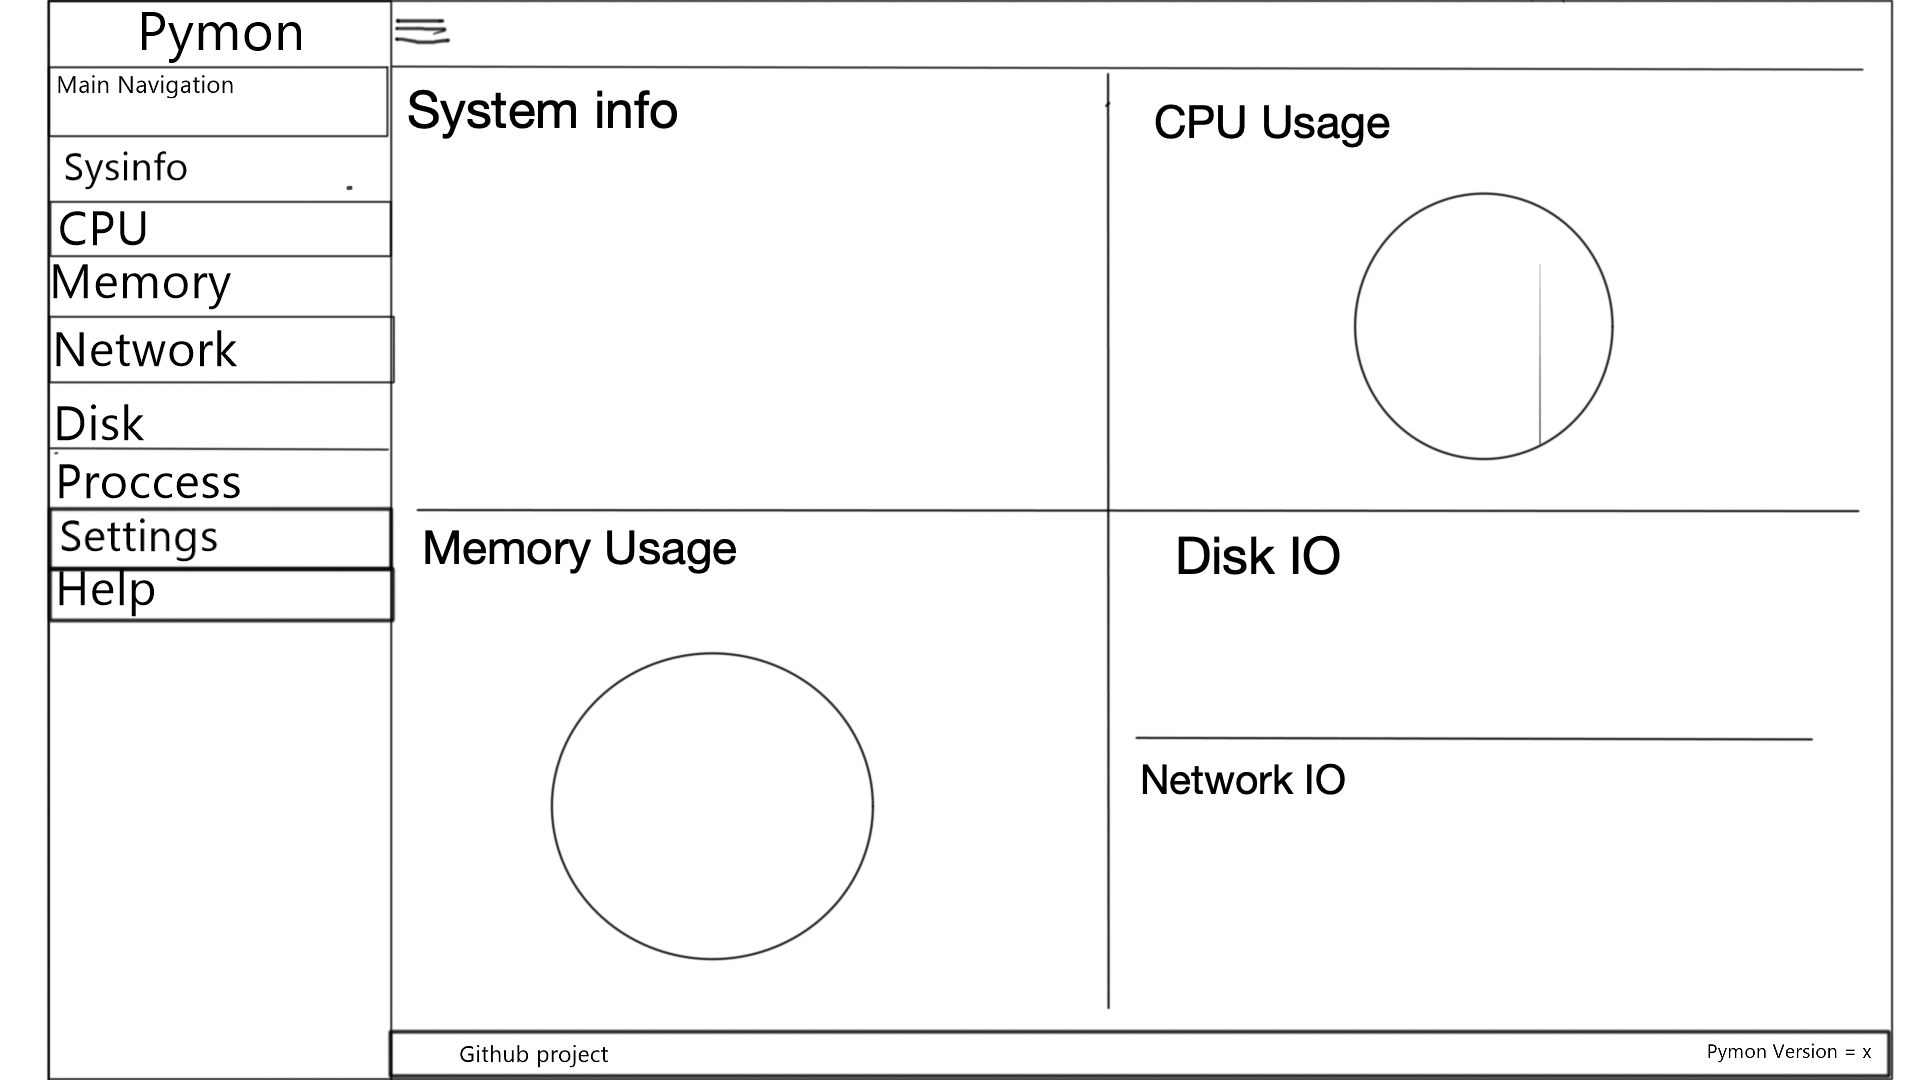 Pymon
Main Navigation
Sysinfo
CPU
Memory
Network
Disk
Proccess
Settings
Help
System info
CPU Usage
Memory Usage
Disk IO
Network IO
Github project
Pymon Version = x